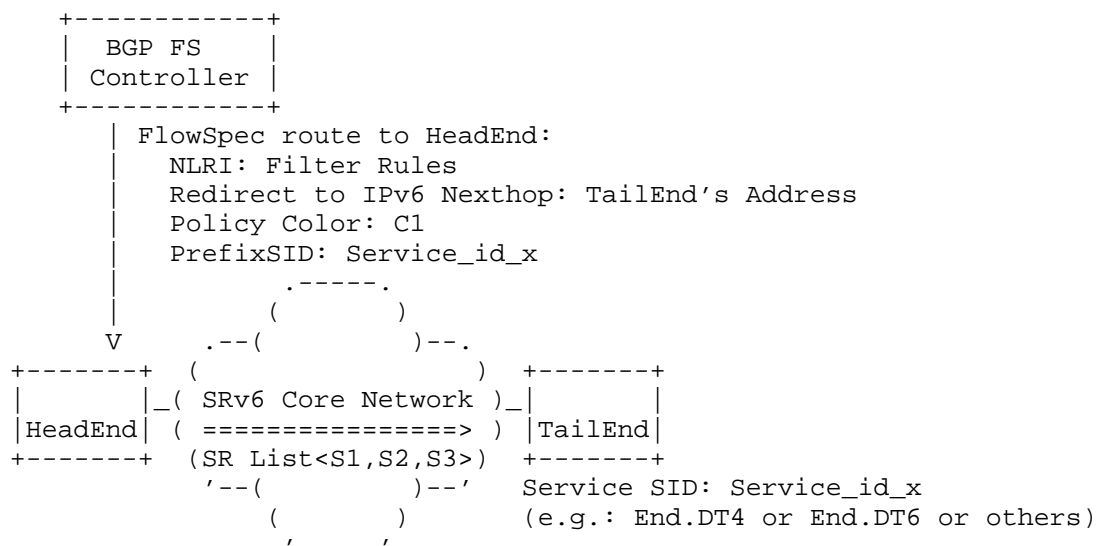 BGP FS
Controller
FlowSpec route to HeadEnd:
NLRI: Filter Rules
Redirect to IPv6 Nexthop: TailEnd's Address
Policy Color: C1
PrefixSID: Service_id_x
SRv6 Core Network
HeadEnd ( ================> ) TailEnd
(SR List<S1,S2,S3>)
Service SID: Service_id_x
(e.g.: End.DT4 or End.DT6 or others)